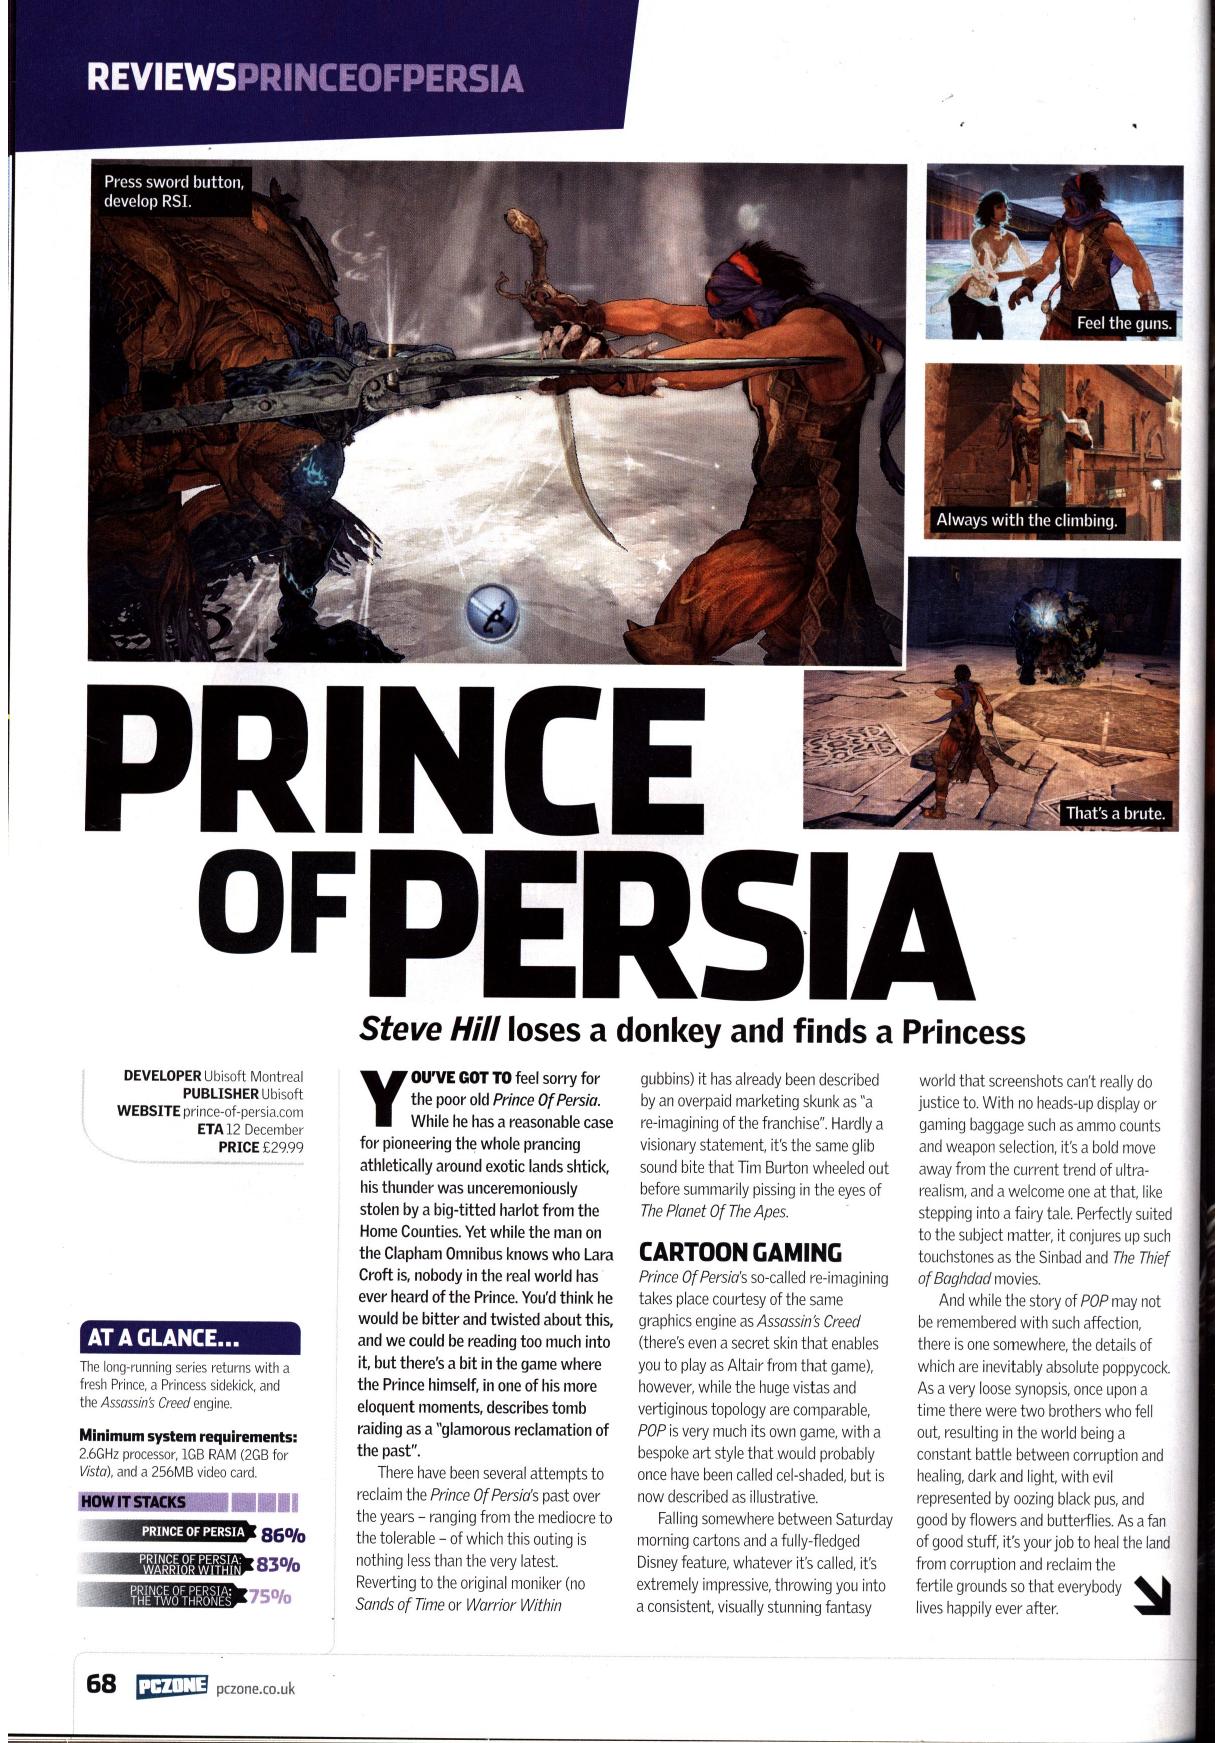 REVIEWSPRINCEOFPERSIA
Press sword button,
develop RSI.
Feel the guns.
Always with the climbing.
That's a brute.
PRINCE
OF PERSIA
Steve Hill loses a donkey and finds a Princess
DEVELOPER Ubisoft Montreal
PUBLISHER Ubisoft
WEBSITE prince-of-persia.com
ETA 12 December
PRICE £29.99
AT A GLANCE...
The long-running series returns with a
fresh Prince, a Princess sidekick, and
the Assassin's Creed engine.
Minimum system requirements:
2.6GHz processor, 1GB RAM (2GB for
Vista), and a 256MB video card.
HOW IT STACKS
PRINCE OF PERSIA 86%
PRINCE OF PERSIA:
WARRIOR WITHIN 83%
PRINCE OF PERSIA:
THE TWO THRONES 75%
YOU'VE GOT TO feel sorry for
the poor old Prince Of Persia.
While he has a reasonable case
for pioneering the whole prancing
athletically around exotic lands shtick,
his thunder was unceremoniously
stolen by a big-titted harlot from the
Home Counties. Yet while the man on
the Clapham Omnibus knows who Lara
Croft is, nobody in the real world has
ever heard of the Prince. You'd think he
would be bitter and twisted about this,
and we could be reading too much into
it, but there's a bit in the game where
the Prince himself, in one of his more
eloquent moments, describes tomb
raiding as a "glamorous reclamation of
the past".
There have been several attempts to
reclaim the Prince Of Persia's past over
the years – ranging from the mediocre to
the tolerable – of which this outing is
nothing less than the very latest.
Reverting to the original moniker (no
Sands of Time or Warrior Within
gubbins) it has already been described
by an overpaid marketing skunk as "a
re-imagining of the franchise". Hardly a
visionary statement, it's the same glib
sound bite that Tim Burton wheeled out
before summarily pissing in the eyes of
The Planet Of The Apes.
CARTOON GAMING
Prince Of Persia's so-called re-imagining
takes place courtesy of the same
graphics engine as Assassin's Creed
(there's even a secret skin that enables
you to play as Altair from that game),
however, while the huge vistas and
vertiginous topology are comparable,
POP is very much its own game, with a
bespoke art style that would probably
once have been called cel-shaded, but is
now described as illustrative.
Falling somewhere between Saturday
morning cartons and a fully-fledged
Disney feature, whatever it's called, it's
extremely impressive, throwing you into
a consistent, visually stunning fantasy
world that screenshots can't really do
justice to. With no heads-up display or
gaming baggage such as ammo counts
and weapon selection, it's a bold move
away from the current trend of ultra-
realism, and a welcome one at that, like
stepping into a fairy tale. Perfectly suited
to the subject matter, it conjures up such
touchstones as the Sinbad and The Thief
of Baghdad movies.
And while the story of POP may not
be remembered with such affection,
there is one somewhere, the details of
which are inevitably absolute poppycock.
As a very loose synopsis, once upon a
time there were two brothers who fell
out, resulting in the world being a
constant battle between corruption and
healing, dark and light, with evil
represented by oozing black pus, and
good by flowers and butterflies. As a fan
of good stuff, it's your job to heal the land
from corruption and reclaim the
fertile grounds so that everybody
lives happily ever after.
68 PCZONE pczone.co.uk